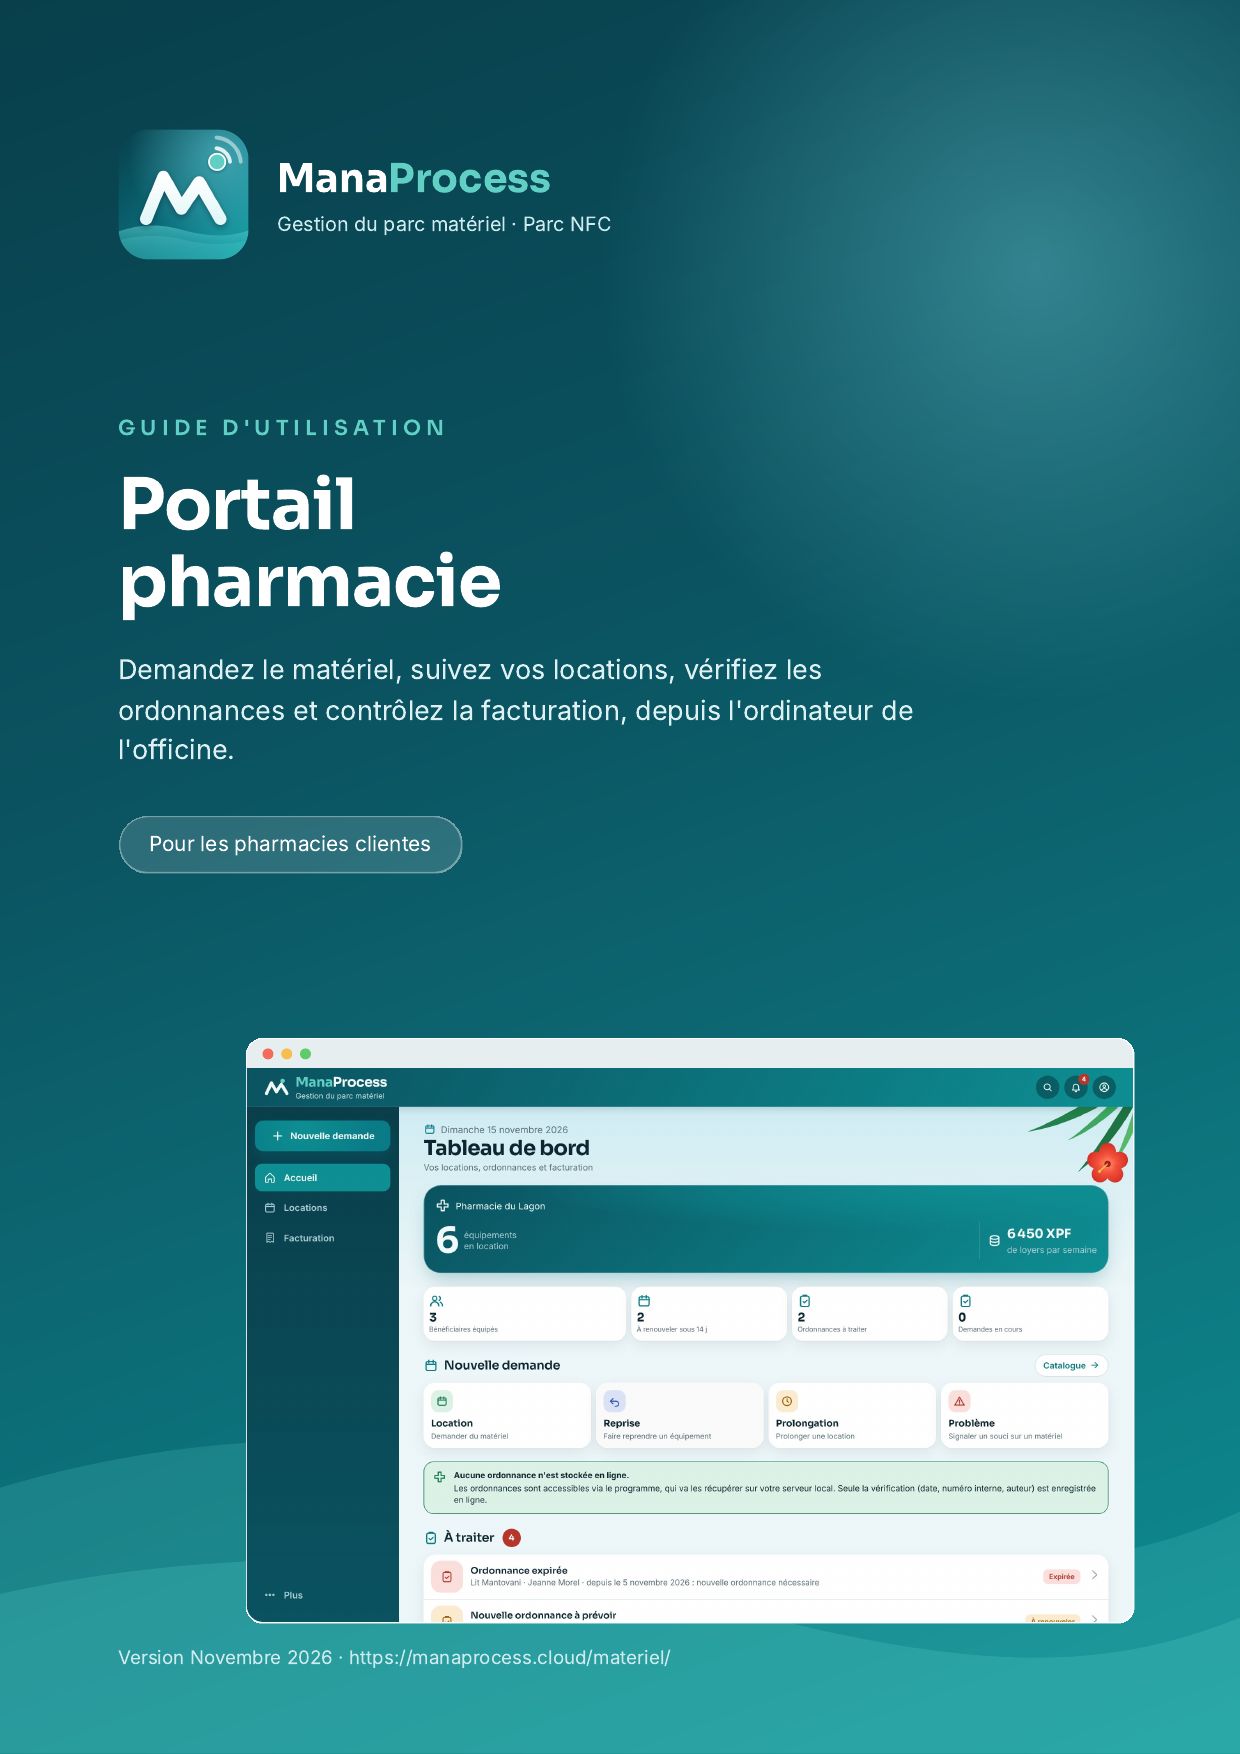 ManaProcess
Gestion du parc matériel · Parc NFC
GUIDE D'UTILISATION
Portail
pharmacie
Demandez le matériel, suivez vos locations, vérifiez les
ordonnances et contrôlez la facturation, depuis l'ordinateur de
l'officine.
Pour les pharmacies clientes
ManaProcess
Gestion du parc matériel
4
Nouvelle demande
Accueil
Locations
Facturation
Plus
Dimanche 15 novembre 2026
Tableau de bord
Vos locations, ordonnances et facturation
Pharmacie du Lagon
6 équipements
en location
6 450 XPF
de loyers par semaine
3
Bénéficiaires équipés
2
À renouveler sous 14 j
2
Ordonnances à traiter
0
Demandes en cours
Nouvelle demande
Catalogue →
Location
Demander du matériel
Reprise
Faire reprendre un équipement
Prolongation
Prolonger une location
Problème
Signaler un souci sur un matériel
Aucune ordonnance n'est stockée en ligne.
Les ordonnances sont accessibles via le programme, qui va les récupérer sur votre serveur local. Seule la vérification (date, numéro interne, auteur) est enregistrée
en ligne.
À traiter 4
Ordonnance expirée
Lit Mantovani · Jeanne Morel · depuis le 5 novembre 2026 : nouvelle ordonnance nécessaire
Expirée
Nouvelle ordonnance à prévoir
À renouveler
Version Novembre 2026 · https://manaprocess.cloud/materiel/